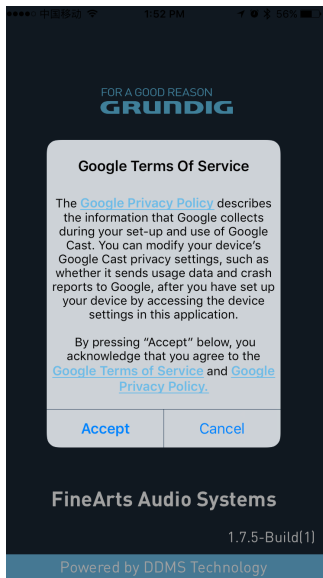 中国移动 1:52 PM 56%
FOR A GOOD REASON
GRUNDIG
Google Terms Of Service
The Google Privacy Policy describes
the information that Google collects
during your set-up and use of Google
Cast. You can modify your device's
Google Cast privacy settings, such as
whether it sends usage data and crash
reports to Google, after you have set up
your device by accessing the device
settings in this application.
By pressing “Accept” below, you
acknowledge that you agree to the
Google Terms of Service and Google
Privacy Policy.
Accept Cancel
FineArts Audio Systems
1.7.5-Build(1)
Powered by DDMS Technology